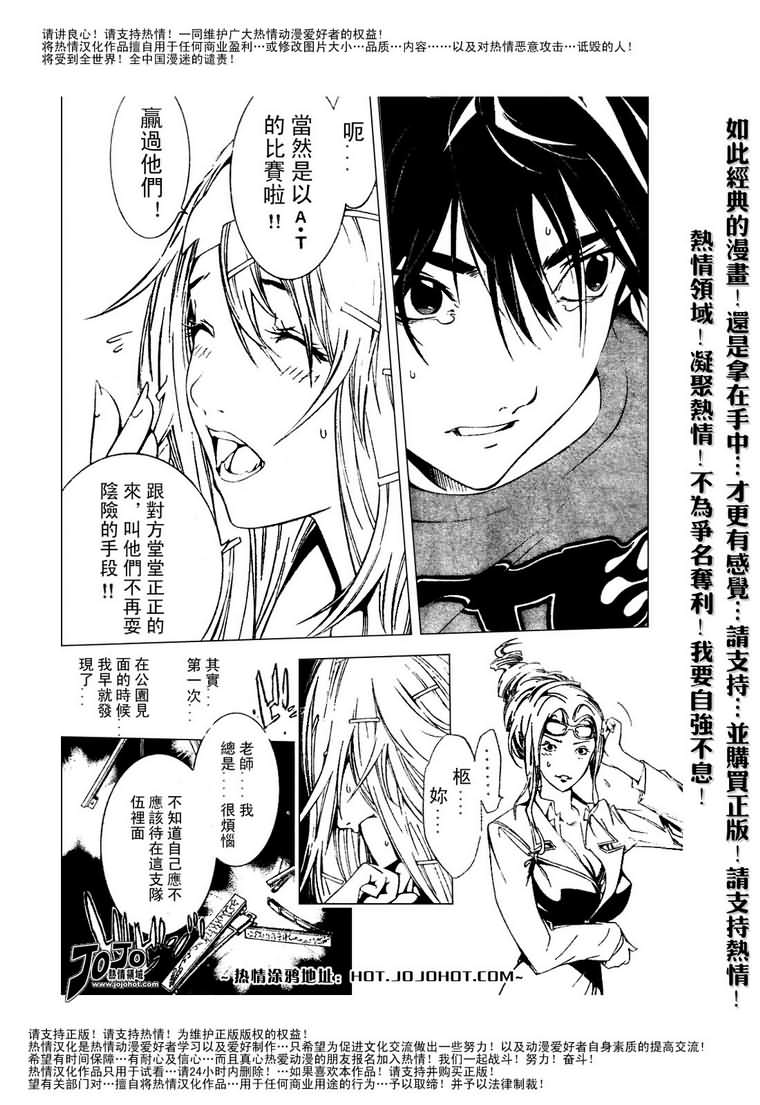 请讲良心！请支持热情！一同维护广大热情动漫爱好者的权益！
将热情汉化作品擅自用于任何商业盈利…或修改图片大小…品质…内容……以及对热情恶意攻击…诋毁的人！
将受到全世界！全中国漫迷的谴责！
如此經典的漫畫！還是拿在手中…才更有感覺…請支持…並購買正版！請支持熱情！
熱情領域！凝聚熱情！不為爭名奪利！我要自強不息！
呃…
當然是以A·T
的比賽啦!!
贏過他們！
跟對方堂堂正正的
來，叫他們不再耍
陰險的手段!!
柩…
妳…
其實…
第一次…
在公園見
面的時候…
我早就發
現了…
老師…我
總是…很煩惱
不知道自己應不
應該待在這支隊
伍裡面
JOJO
热情领域
www.jojohot.com
~热情涂鸦地址：HOT.JOJOHOT.COM~
请支持正版！请支持热情！为维护正版版权的权益！
热情汉化是热情动漫爱好者学习以及爱好制作…只希望为促进文化交流做出一些努力！以及动漫爱好者自身素质的提高交流！
希望有时间保障…有耐心及信心…而且真心热爱动漫的朋友报名加入热情！我们一起战斗！努力！奋斗！
热情汉化作品只用于试看…请24小时内删除！…如果喜欢本作品！请支持并购买正版！
望有关部门对…擅自将热情汉化作品…用于任何商业用途的行为…予以取缔！并予以法律制裁！